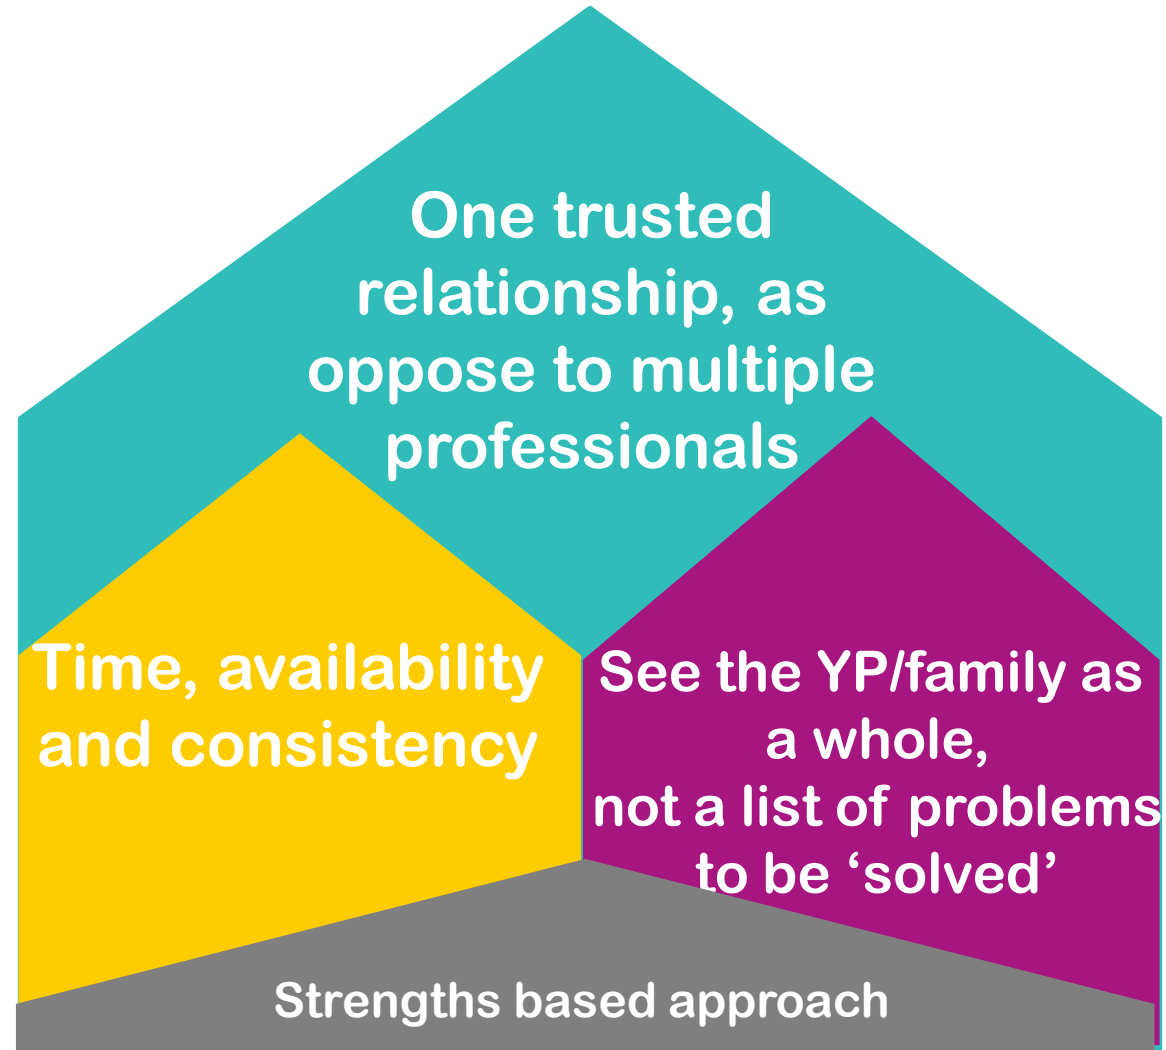 One trusted
relationship, as
oppose to multiple
professionals
Time, availability
and consistency
See the YP/family as
a whole,
not a list of problems
to be ‘solved’
Strengths based approach